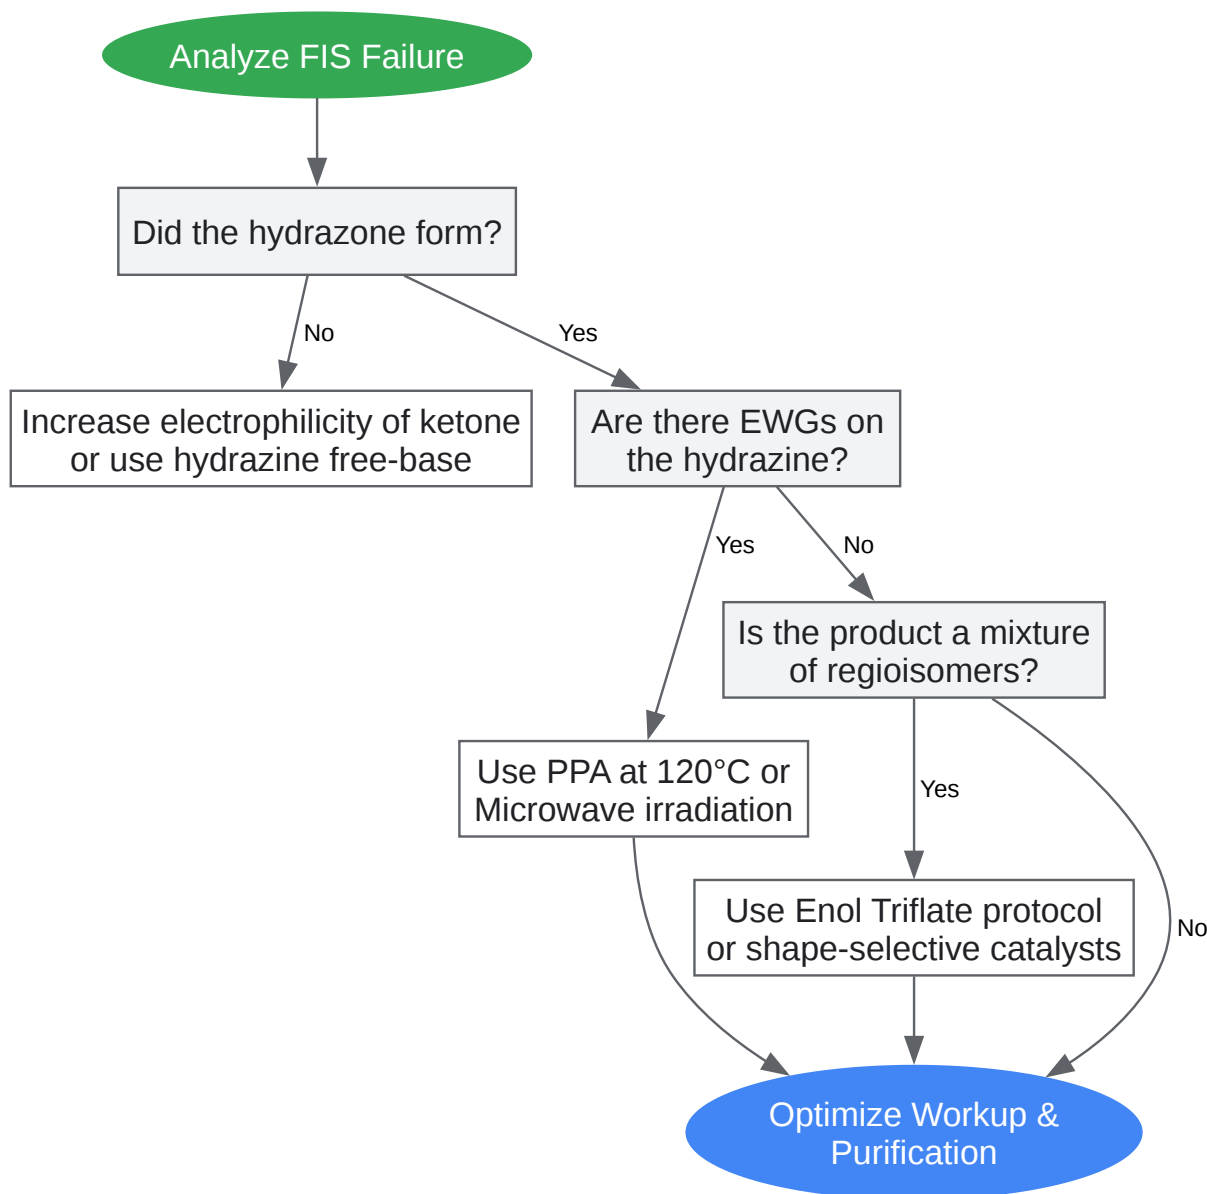 Analyze FIS Failure
Did the hydrazone form?
No
Yes
Increase electrophilicity of ketone
or use hydrazine free-base
Are there EWGs on
the hydrazine?
Yes
No
Is the product a mixture
of regioisomers?
Use PPA at 120°C or
Microwave irradiation
Yes
Use Enol Triflate protocol
or shape-selective catalysts
No
Optimize Workup &
Purification